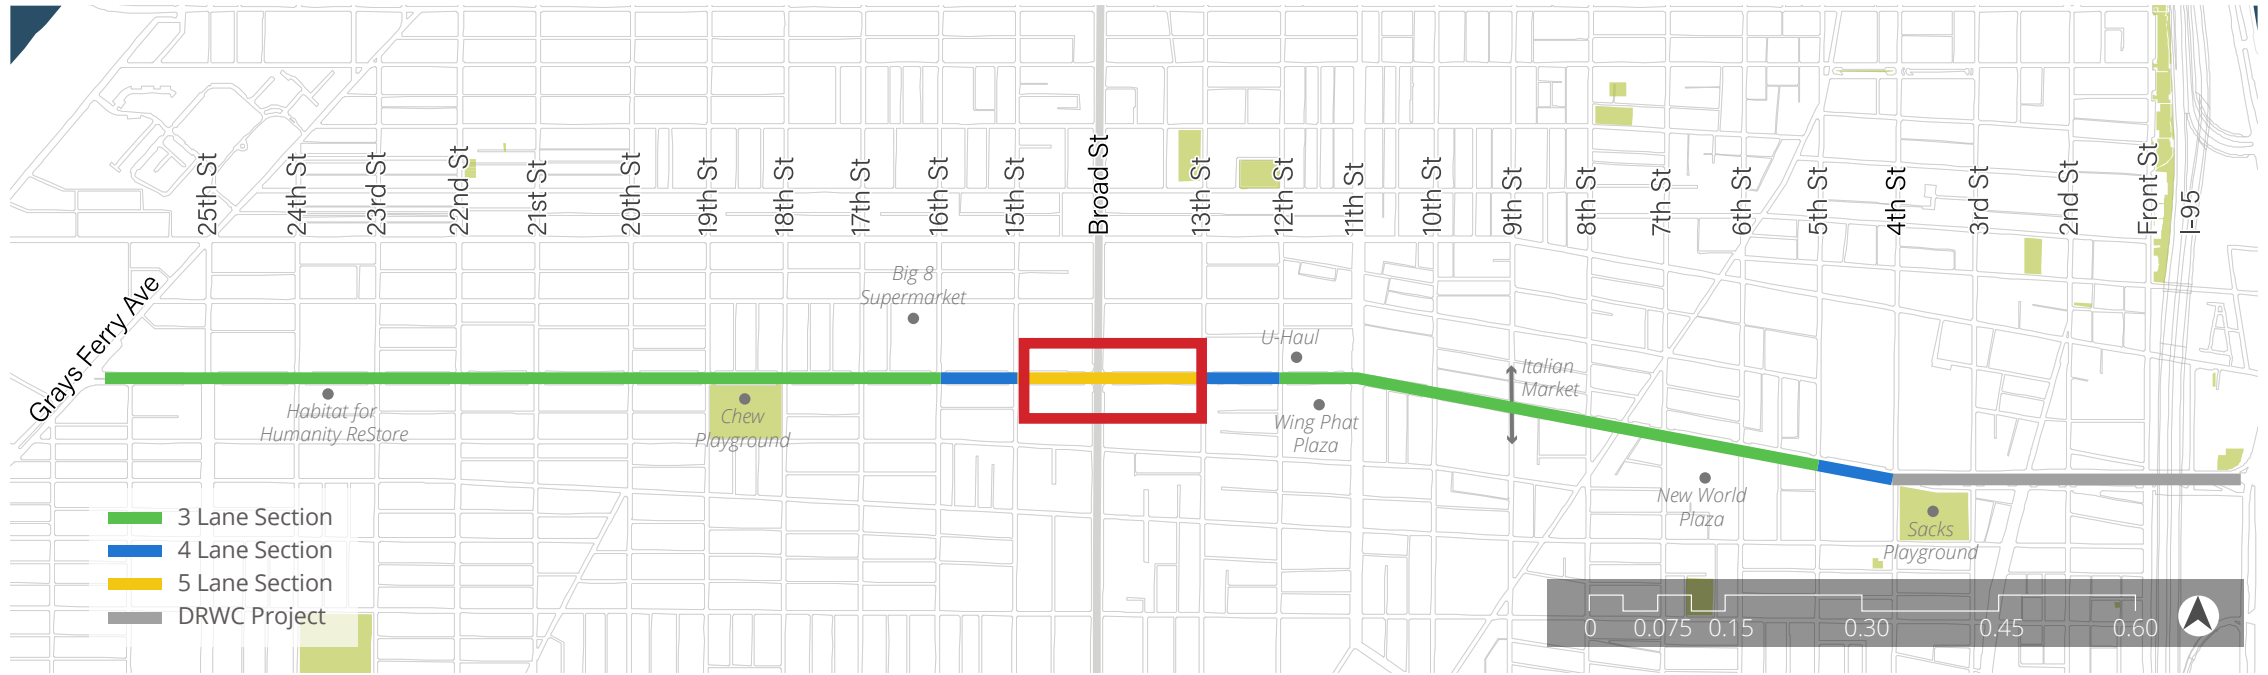 25th St
24th St
23rd St
22nd St
21st St
20th St
19th St
18th St
17th St
16th St
15th St
Broad St
13th St
12th St
11th St
10th St
9th St
8th St
7th St
6th St
5th St
4th St
3rd St
2nd St
Front St
I-95
Grays Ferry Ave
Big 8
Supermarket
U-Haul
Italian
Market
Habitat for
Humanity ReStore
Chew
Playground
Wing Phat
Plaza
New World
Plaza
Sacks
Playground
3 Lane Section
4 Lane Section
5 Lane Section
DRWC Project
0 0.075 0.15 0.30 0.45 0.60